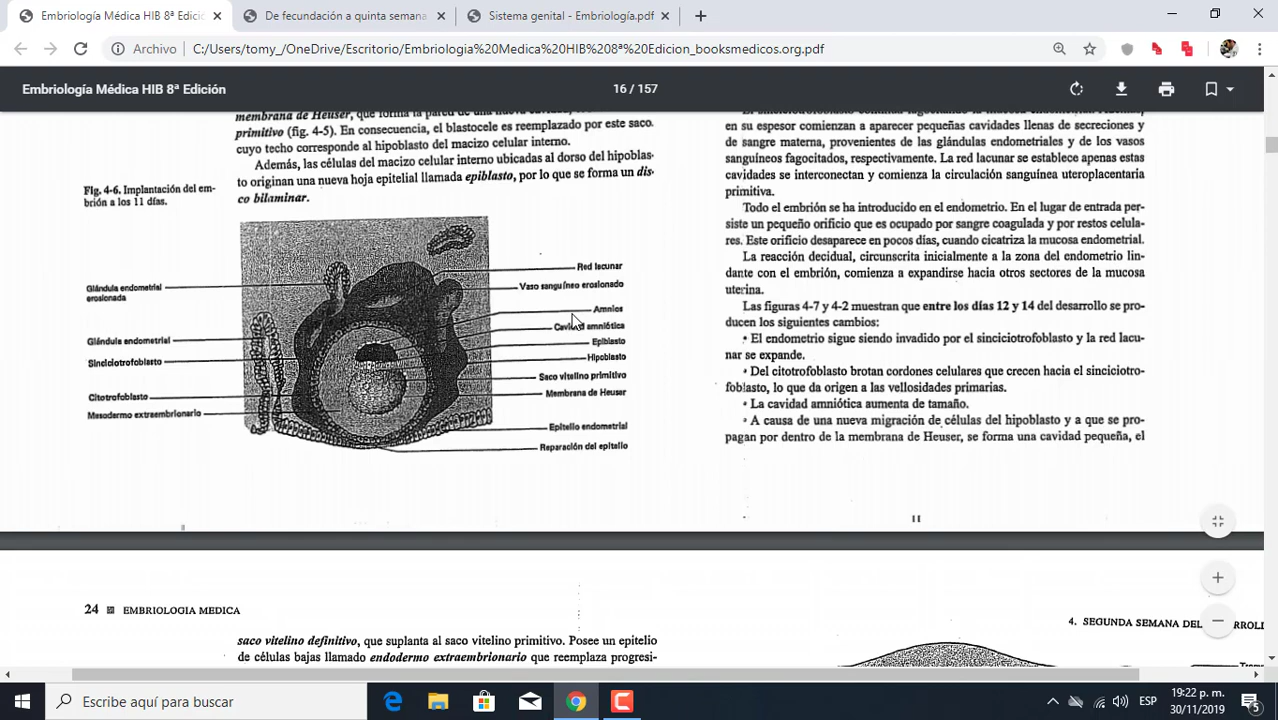 Embriología Médica HIB 8ª Edici
De fecundación a quinta semana
Sistema genital - Embriología.pdf
Archivo
C:/Users/tomy_/OneDrive/Escritorio/Embriologia%20Medica%20HIB%208ª%20Edicion_booksmedicos.org.pdf
Embriología Médica HIB 8ª Edición
16 / 157
membrana de Heuser, que forma la pared de una nueva
primitivo (fig. 4-5). En consecuencia, el blastocele es reemplazado por este saco,
cuyo techo corresponde al hipoblasto del macizo celular interno.
Además, las células del macizo celular interno ubicadas al dorso del hipoblas-
to originan una nueva hoja epitelial llamada epiblasto, por lo que se forma un dis-
co bilaminar.
Fig. 4-6. Implantación del em-
brión a los 11 días.
Glándula endometrial
erosionada
Glándula endometrial
Sinciciotrofoblasto
Citotrofoblasto
Mesodermo extraembrionario
Red lacunar
Vaso sanguíneo erosionado
Amnios
Cavidad amniótica
Epiblasto
Hipoblasto
Saco vitelino primitivo
Membrana de Heuser
Epitelio endometrial
Reparación del epitelio
en su espesor comienzan a aparecer pequeñas cavidades llenas de secreciones y
de sangre materna, provenientes de las glándulas endometriales y de los vasos
sanguíneos fagocitados, respectivamente. La red lacunar se establece apenas estas
cavidades se interconectan y comienza la circulación sanguínea uteroplacentaria
primitiva.
Todo el embrión se ha introducido en el endometrio. En el lugar de entrada per-
siste un pequeño orificio que es ocupado por sangre coagulada y por restos celula-
res. Este orificio desaparece en pocos días, cuando cicatriza la mucosa endometrial.
La reacción decidual, circunscrita inicialmente a la zona del endometrio lin-
dante con el embrión, comienza a expandirse hacia otros sectores de la mucosa
uterina.
Las figuras 4-7 y 4-2 muestran que entre los días 12 y 14 del desarrollo se pro-
ducen los siguientes cambios:
• El endometrio sigue siendo invadido por el sinciciotrofoblasto y la red lacu-
nar se expande.
• Del citotrofoblasto brotan cordones celulares que crecen hacia el sinciciotro-
foblasto, lo que da origen a las vellosidades primarias.
• La cavidad amniótica aumenta de tamaño.
• A causa de una nueva migración de células del hipoblasto y a que se pro-
pagan por dentro de la membrana de Heuser, se forma una cavidad pequeña, el
24 EMBRIOLOGIA MEDICA
saco vitelino definitivo, que suplanta al saco vitelino primitivo. Posee un epitelio
de células bajas llamado endodermo extraembrionario que reemplaza progresi-
4. SEGUNDA SEMANA DEL
Escribe aquí para buscar
ESP
19:22 p. m.
30/11/2019
5